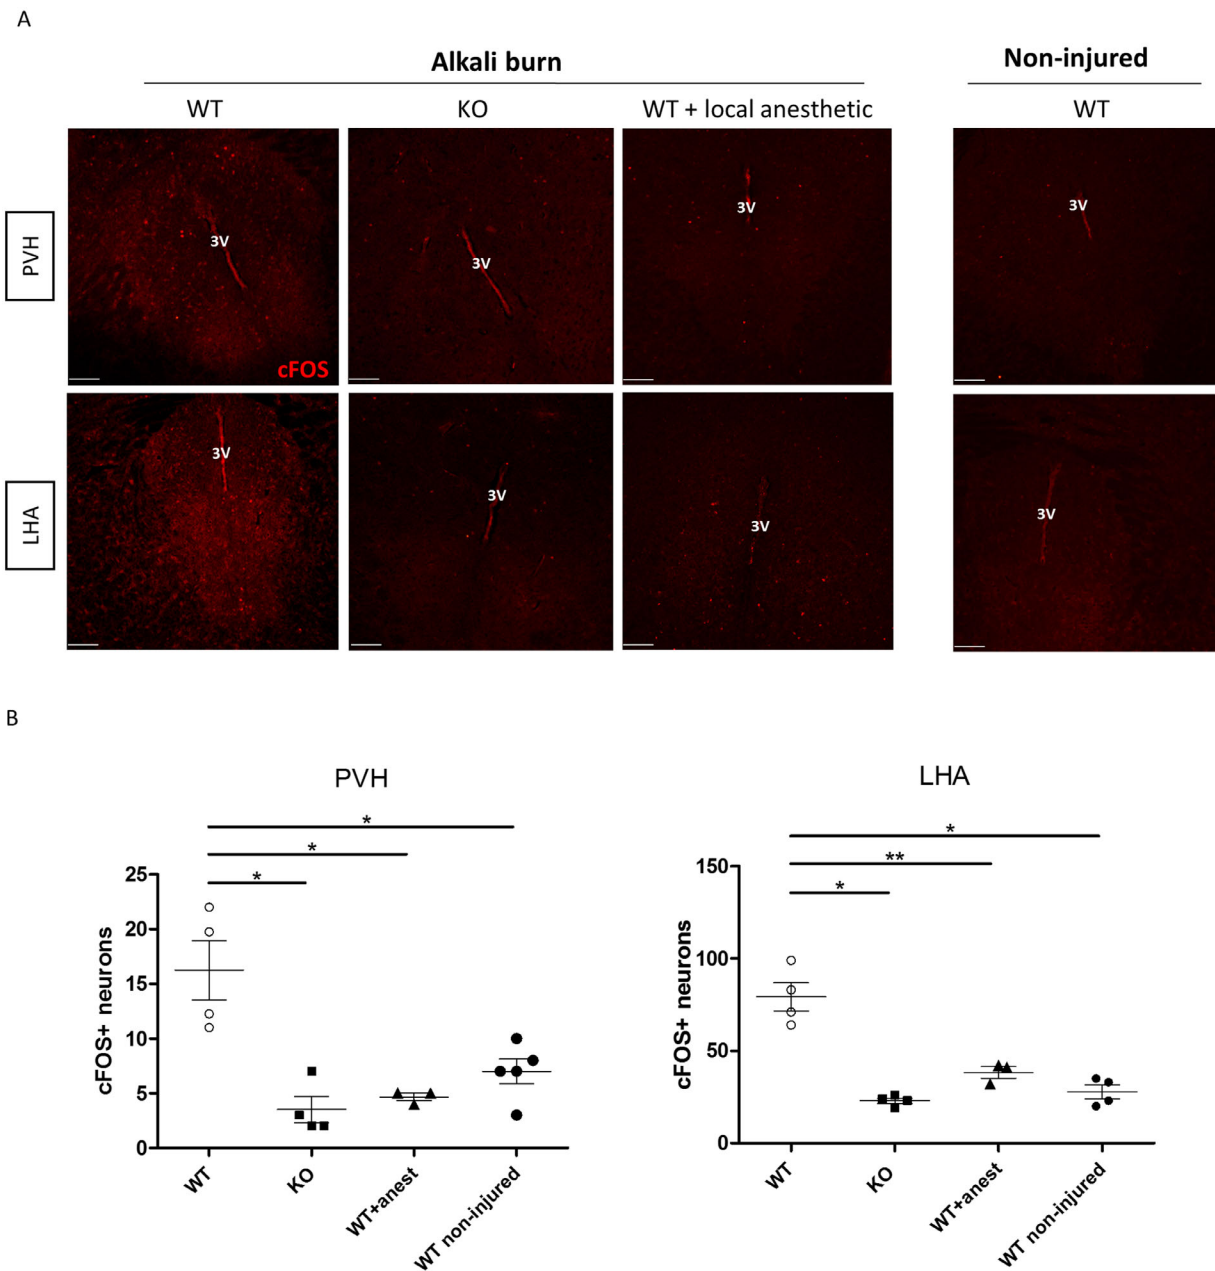 A
Alkali burn
Non-injured
WT
KO
WT + local anesthetic
WT
PVH
3V
cFOS
3V
3V
3V
LHA
3V
3V
3V
3V
B
PVH
*
*
*
25
20
15
10
5
0
cFOS+ neurons
WT
KO
WT+anest
WT non-injured
LHA
*
**
*
150
100
50
0
cFOS+ neurons
WT
KO
WT+anest
WT non-injured